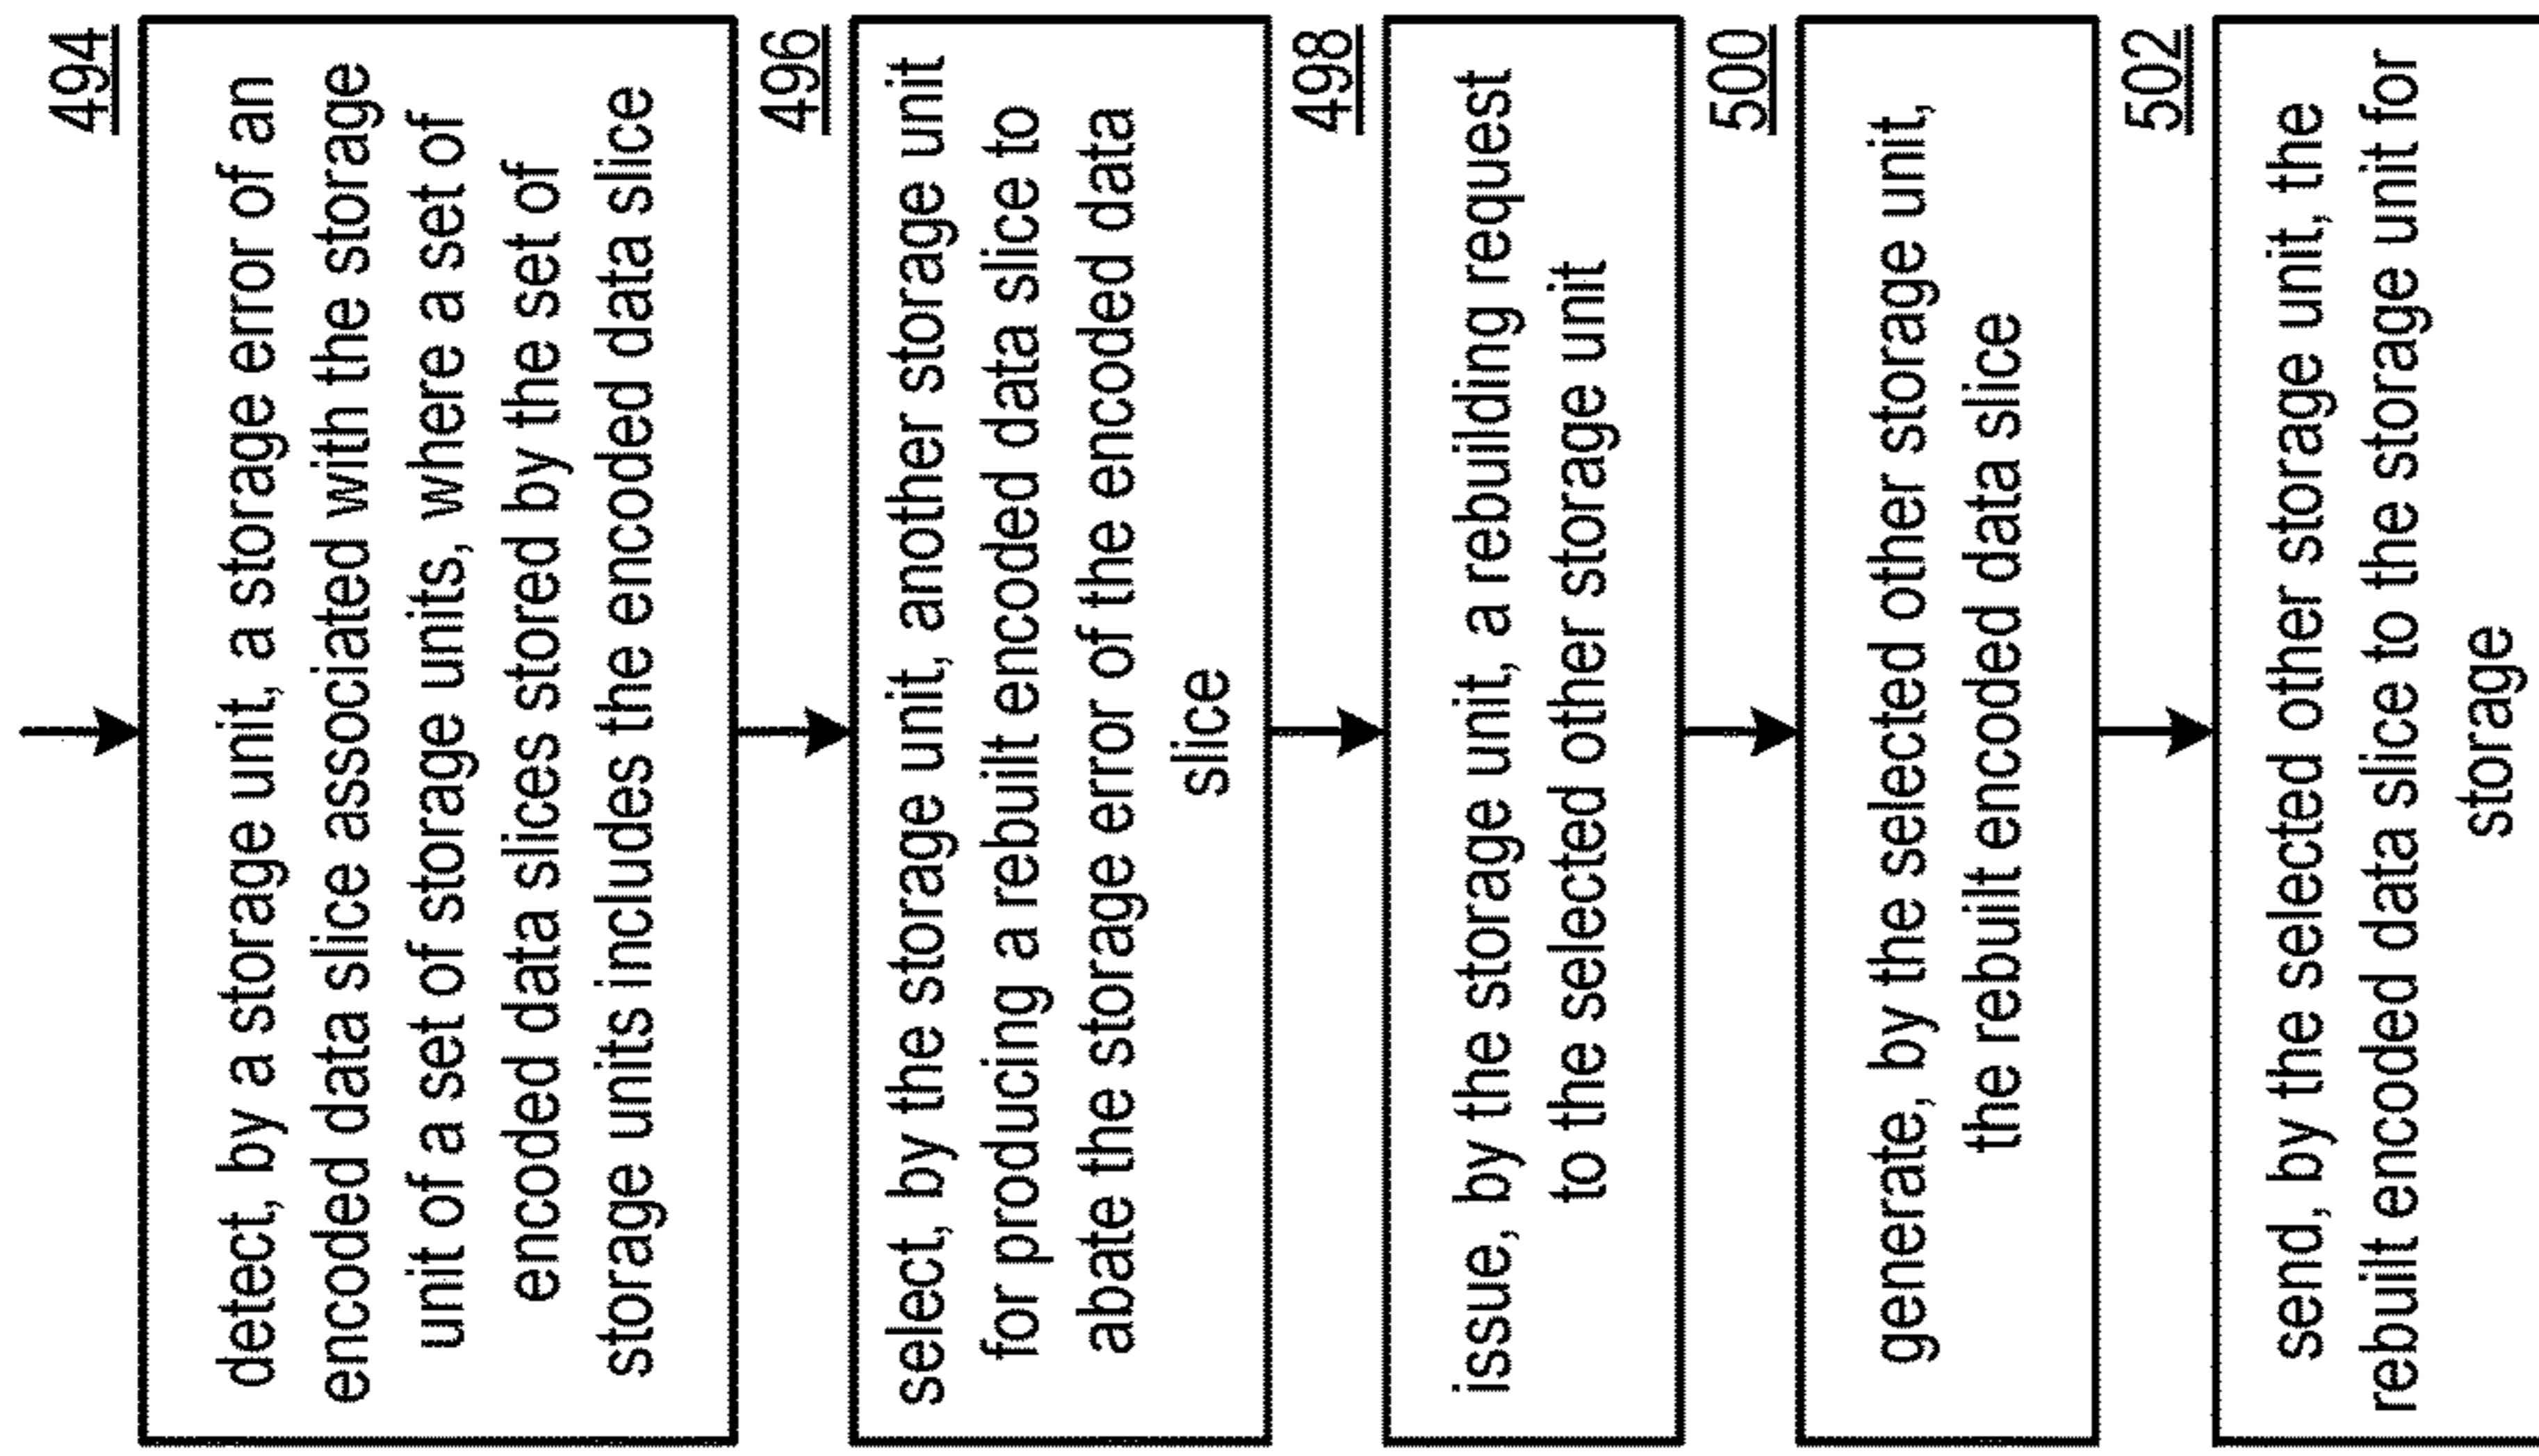 494
detect, by a storage unit, a storage error of an
encoded data slice associated with the storage
unit of a set of storage units, where a set of
encoded data slices stored by the set of
storage units includes the encoded data slice
496
select, by the storage unit, another storage unit
for producing a rebuilt encoded data slice to
abate the storage error of the encoded data
slice
498
issue, by the storage unit, a rebuilding request
to the selected other storage unit
500
generate, by the selected other storage unit,
the rebuilt encoded data slice
502
send, by the selected other storage unit, the
rebuilt encoded data slice to the storage unit for
storage